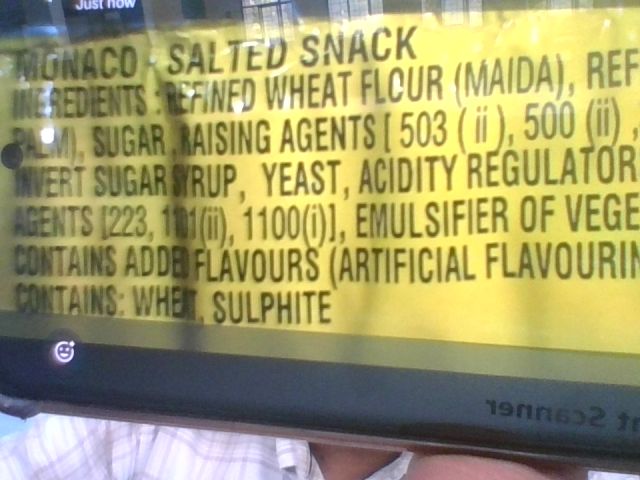 Just now
MONACO : SALTED SNACK
INGREDIENTS : REFINED WHEAT FLOUR (MAIDA), REF
PALM), SUGAR, RAISING AGENTS [ 503 ( ii ), 500 (ii) ,
INVERT SUGAR SYRUP, YEAST, ACIDITY REGULATOR
AGENTS [223, 1101(ii), 1100(i)], EMULSIFIER OF VEGE
CONTAINS ADDED FLAVOURS (ARTIFICIAL FLAVOURIN
CONTAINS: WHEAT, SULPHITE
nt Scanner